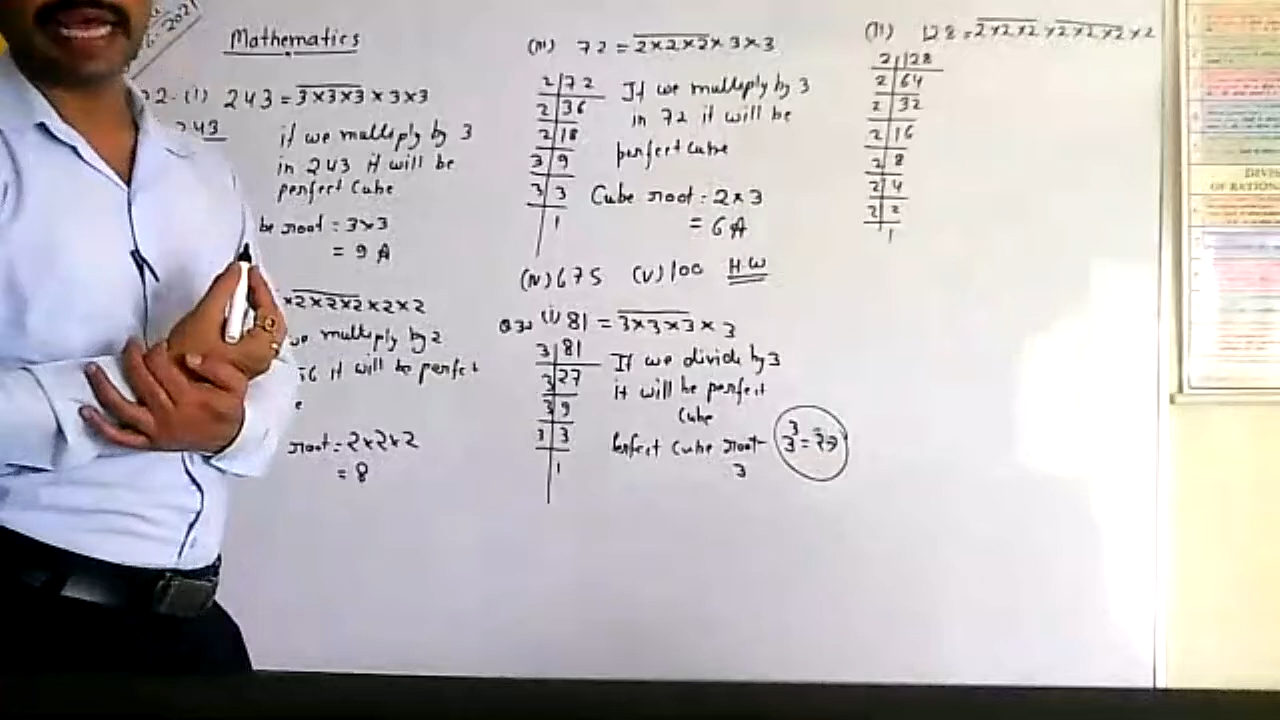 2021
Mathematics
2. (i) 243 = 3×3×3 × 3×3
243
if we multiply by 3
in 243 it will be
perfect Cube
be root = 3×3
= 9 A
×2×2×2×2×2
we multiply by 2
56 it will be perfect
e
root = 2×2×2
= 8
(iii) 72 = 2×2×2×3×3
2 | 72
2 | 36
2 | 18
3 | 9
3 | 3
1
If we multiply by 3
in 72 it will be
perfect cube
Cube root = 2×3
= 6 A
(iv) 675 (v) 100 HW
Q3. (i) 81 = 3×3×3×3
3 | 81
3 | 27
3 | 9
3 | 3
1
If we divide by 3
it will be perfect
Cube
perfect cube root
3
(ii) 128 = 2×2×2×2×2×2×2
2 | 128
2 | 64
2 | 32
2 | 16
2 | 8
2 | 4
2 | 2
1
DIVIS
OF RATION